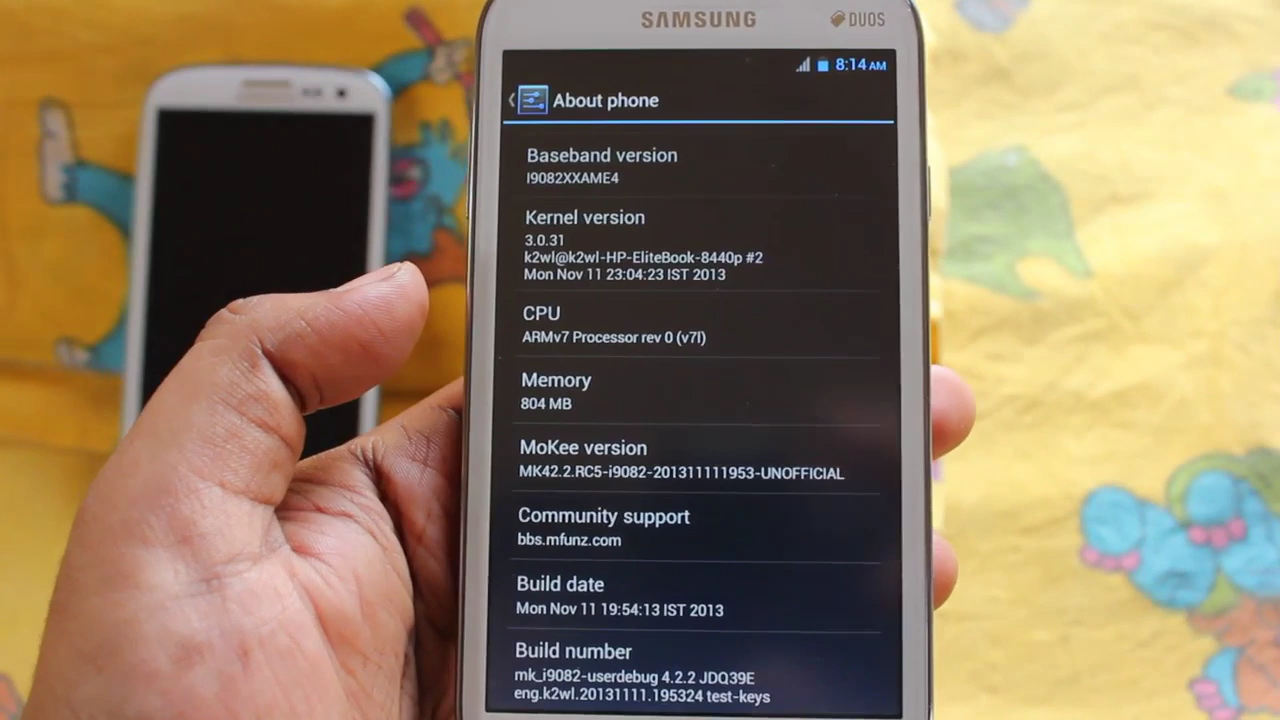 SAMSUNG
DUOS
8:14 AM
About phone
Baseband version
I9082XXAME4
Kernel version
3.0.31
k2wl@k2wl-HP-EliteBook-8440p #2
Mon Nov 11 23:04:23 IST 2013
CPU
ARMv7 Processor rev 0 (v7l)
Memory
804 MB
MoKee version
MK42.2.RC5-i9082-201311111953-UNOFFICIAL
Community support
bbs.mfunz.com
Build date
Mon Nov 11 19:54:13 IST 2013
Build number
mk_i9082-userdebug 4.2.2 JDQ39E
eng.k2wl.20131111.195324 test-keys